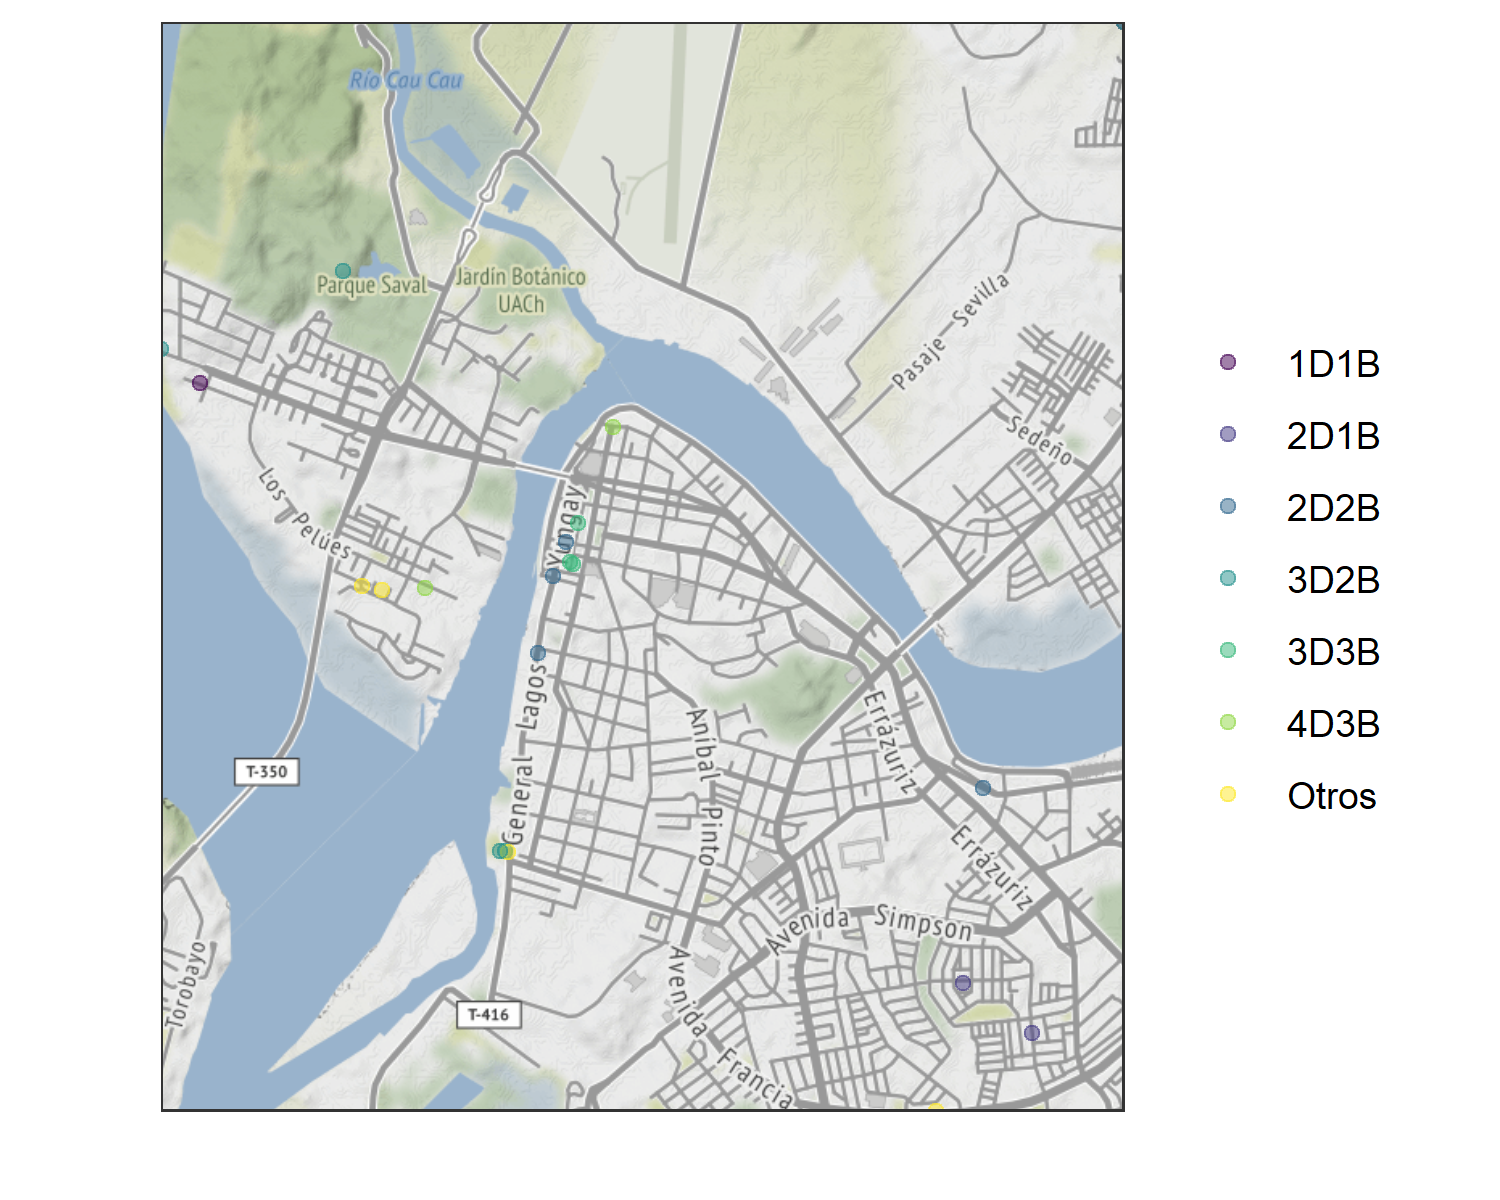 Río Cau Cau
Parque Saval
Jardín Botánico
UACh
Pasaje Sevilla
Sedeño
Los Pelúes
Yungay
General Lagos
Aníbal Pinto
Errázuriz
T-350
Errázuriz
Avenida Simpson
Torobayo
Avenida Francia
T-416
1D1B
2D1B
2D2B
3D2B
3D3B
4D3B
Otros